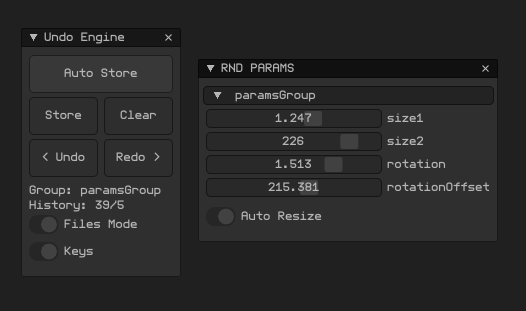 Undo Engine
Auto Store
Store Clear
< Undo Redo >
Group: paramsGroup
History: 39/5
Files Mode
Keys
RND PARAMS
paramsGroup
1.247 size1
226 size2
1.513 rotation
215.381 rotationOffset
Auto Resize